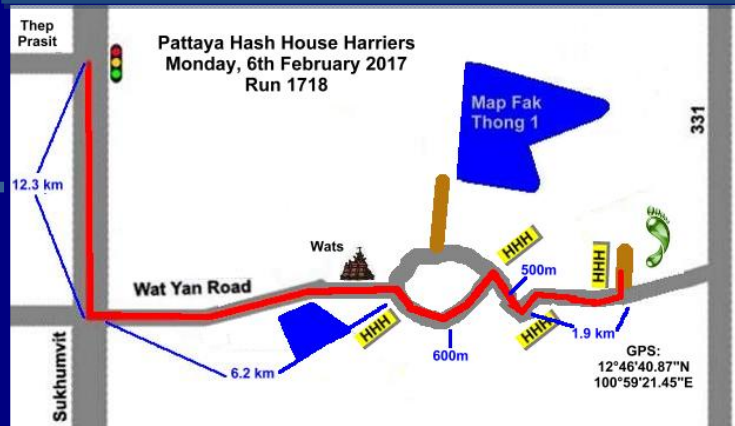 Thep
Prasit
Pattaya Hash House Harriers
Monday, 6th February 2017
Run 1718
Map Fak
Thong 1
331
12.3 km
Wats
HHH
HHH
500m
Wat Yan Road
HHH
HHH
1.9 km
600m
6.2 km
GPS:
12°46'40.87"N
100°59'21.45"E
Sukhumvit